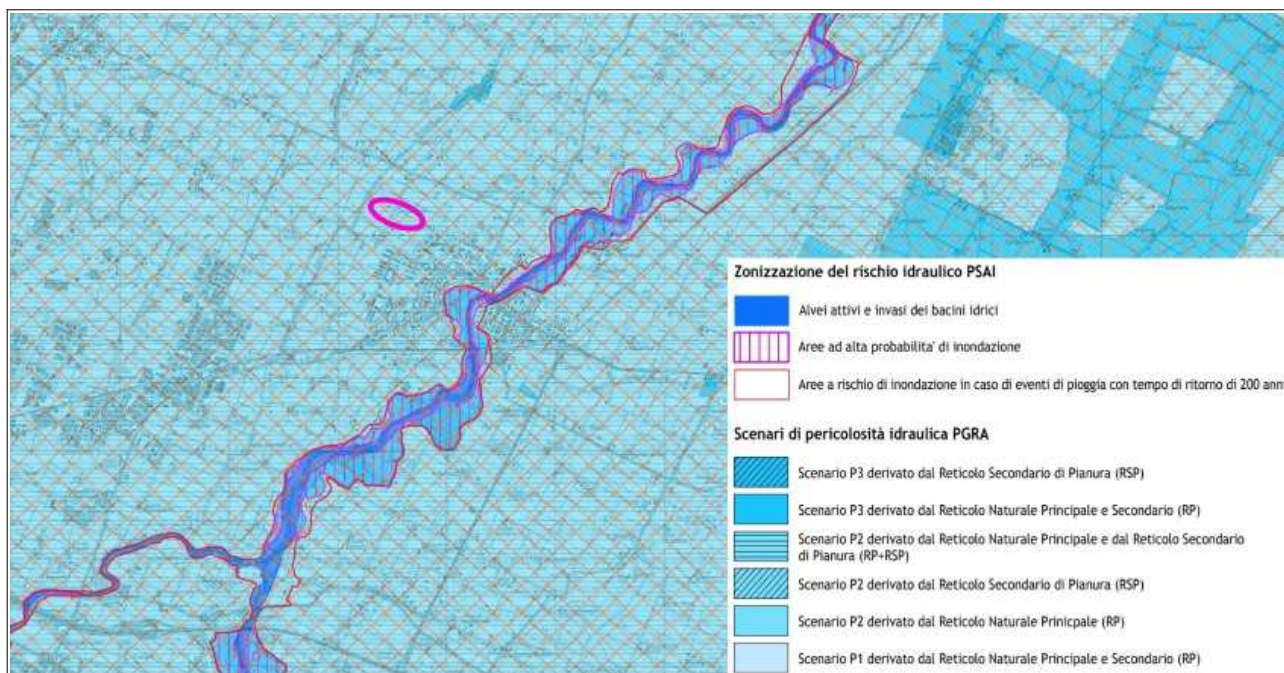 Zonizzazione del rischio idraulico PSAI
Alvei attivi e invasi dei bacini idrici
Aree ad alta probabilita' di inondazione
Aree a rischio di inondazione in caso di eventi di pioggia con tempo di ritorno di 200 ann
Scenari di pericolosità idraulica PGRA
Scenario P3 derivato dal Reticolo Secondario di Pianura (RSP)
Scenario P3 derivato dal Reticolo Naturale Principale e Secondario (RP)
Scenario P2 derivato dal Reticolo Naturale Principale e dal Reticolo Secondario
di Pianura (RP+RSP)
Scenario P2 derivato dal Reticolo Secondario di Pianura (RSP)
Scenario P2 derivato dal Reticolo Naturale Prinicpale (RP)
Scenario P1 derivato dal Reticolo Naturale Principale e Secondario (RP)